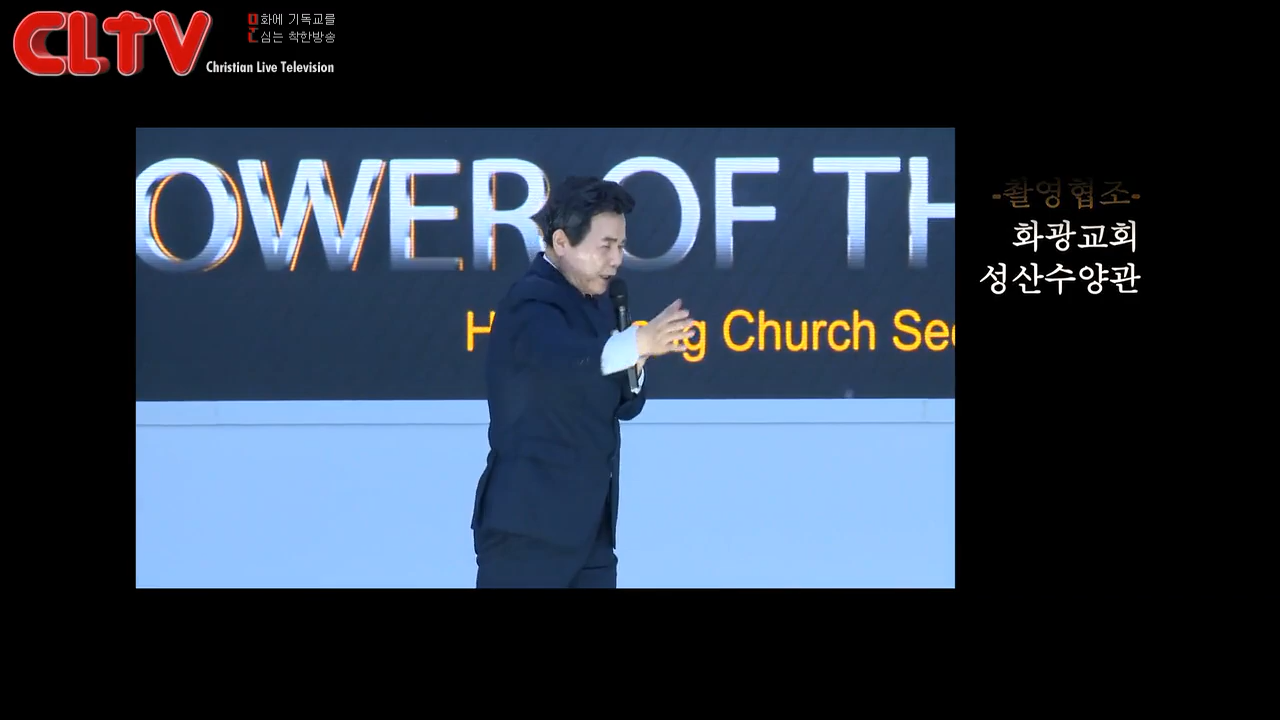 CLTV
문화에 기독교를
심는 착한방송
Christian Live Television
OWER OF TH
Church Se
-촬영협조-
화광교회
성산수양관